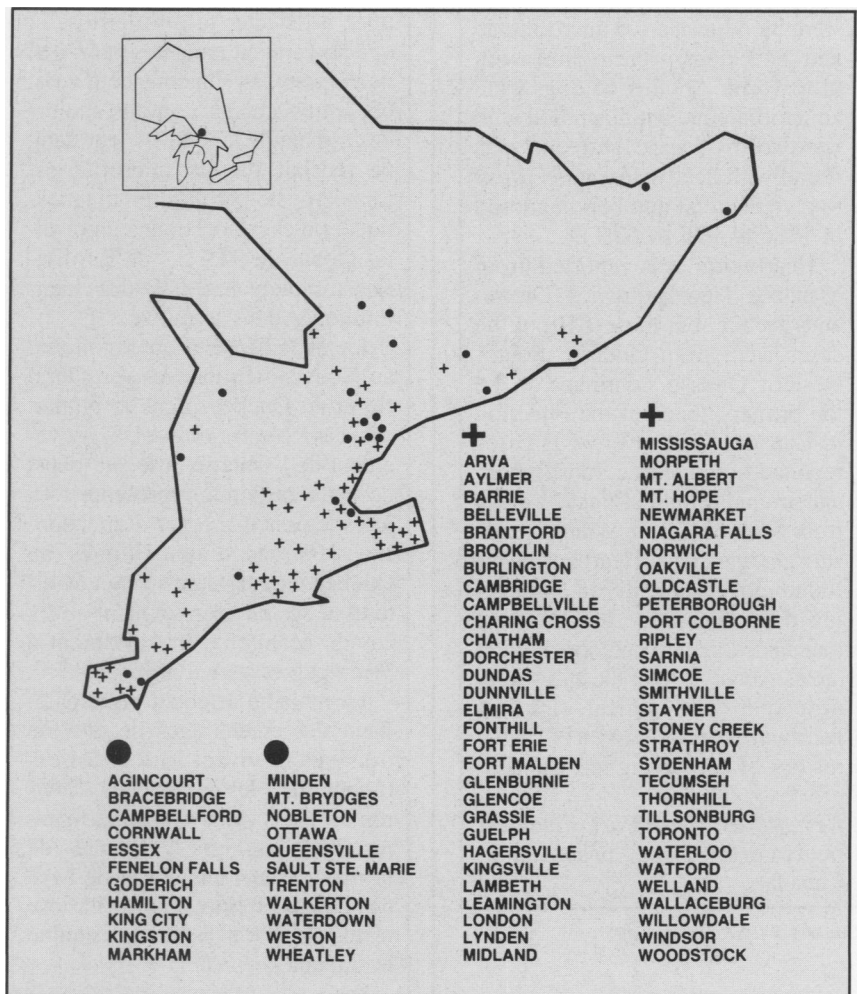 AGINCOURT
BRACEBRIDGE
CAMPBELLFORD
CORNWALL
ESSEX
FENELON FALLS
GODERICH
HAMILTON
KING CITY
KINGSTON
MARKHAM
MINDEN
MT. BRYDGES
NOBLETON
OTTAWA
QUEENSVILLE
SAULT STE. MARIE
TRENTON
WALKERTON
WATERDOWN
WESTON
WHEATLEY
ARVA
AYLMER
BARRIE
BELLEVILLE
BRANTFORD
BROOKLIN
BURLINGTON
CAMBRIDGE
CAMPBELLVILLE
CHARING CROSS
CHATHAM
DORCHESTER
DUNDAS
DUNNVILLE
ELMIRA
FONTHILL
FORT ERIE
FORT MALDEN
GLENBURNIE
GLENCOE
GRASSIE
GUELPH
HAGERSVILLE
KINGSVILLE
LAMBETH
LEAMINGTON
LONDON
LYNDEN
MIDLAND
MISSISSAUGA
MORPETH
MT. ALBERT
MT. HOPE
NEWMARKET
NIAGARA FALLS
NORWICH
OAKVILLE
OLDCASTLE
PETERBOROUGH
PORT COLBORNE
RIPLEY
SARNIA
SIMCOE
SMITHVILLE
STAYNER
STONEY CREEK
STRATHROY
SYDENHAM
TECUMSEH
THORNHILL
TILLSONBURG
TORONTO
WATERLOO
WATFORD
WELLAND
WALLACEBURG
WILLOWDALE
WINDSOR
WOODSTOCK